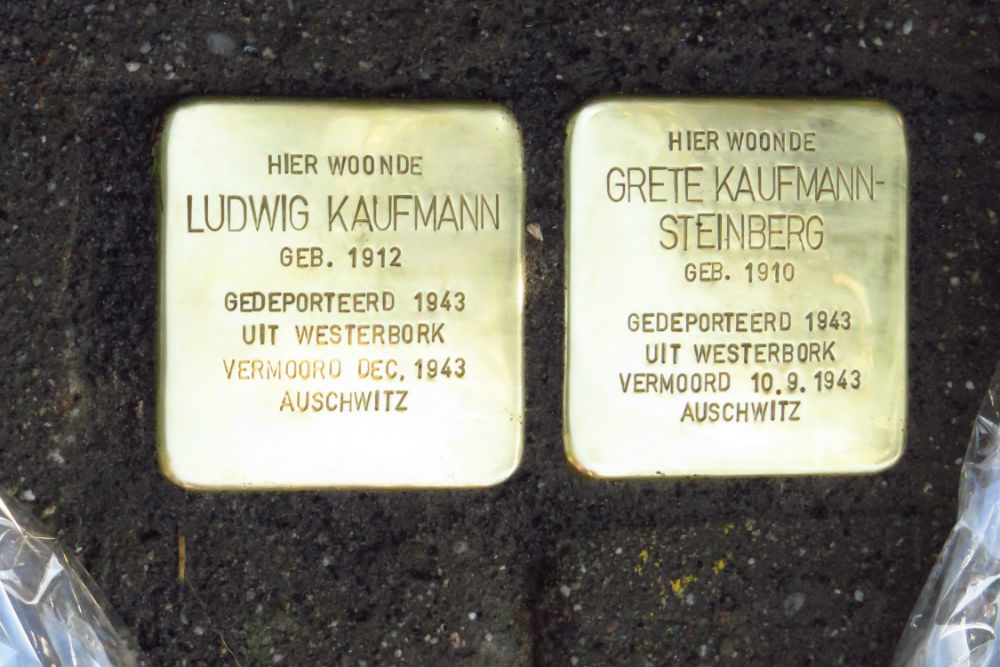 HIER WOONDE
LUDWIG KAUFMANN
GEB. 1912
GEDEPORTEERD 1943
UIT WESTERBORK
VERMOORD DEC. 1943
AUSCHWITZ
HIER WOONDE
GRETE KAUFMANN-
STEINBERG
GEB. 1910
GEDEPORTEERD 1943
UIT WESTERBORK
VERMOORD 10.9.1943
AUSCHWITZ